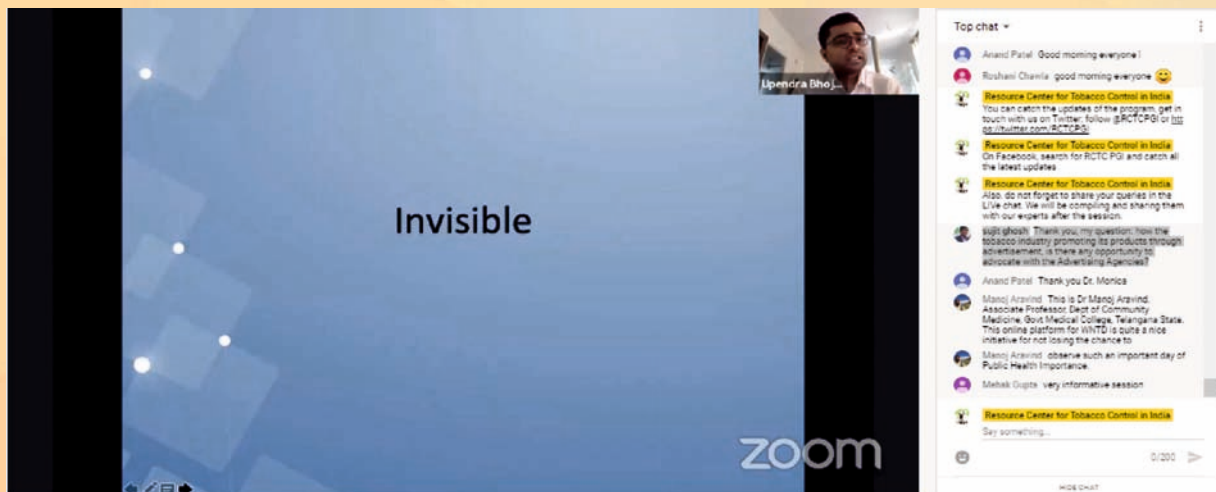 Invisible
Upendra Bhoj...
zoom
Top chat
Anand Patel Good morning everyone!
Roshani Chawla good morning everyone
Resource Center for Tobacco Control in India
You can catch the updates of the program, get in
touch with us on Twitter, follow @RCTCPGI or htt
ps://twitter.com/RCTCPGI
Resource Center for Tobacco Control in India
On Facebook, search for RCTC PGI and catch all
the latest updates
Resource Center for Tobacco Control in India
Also, do not forget to share your queries in the
LIVe chat. We will be compiling and sharing them
with our experts after the session.
sujit ghosh Thank you, my question: how the
tobacco industry promoting its products through
advertisement, is there any opportunity to
advocate with the Advertising Agencies?
Anand Patel Thank you Dr. Monica
Manoj Aravind This is Dr Manoj Aravind,
Associate Professor, Dept of Community
Medicine, Govt Medical College, Telangana State.
This online platform for WNTD is quite a nice
initiative for not losing the chance to
Manoj Aravind observe such an important day of
Public Health Importance.
Mehak Gupta very informative session
Resource Center for Tobacco Control in India
Say something...
0/200
HIDE CHAT